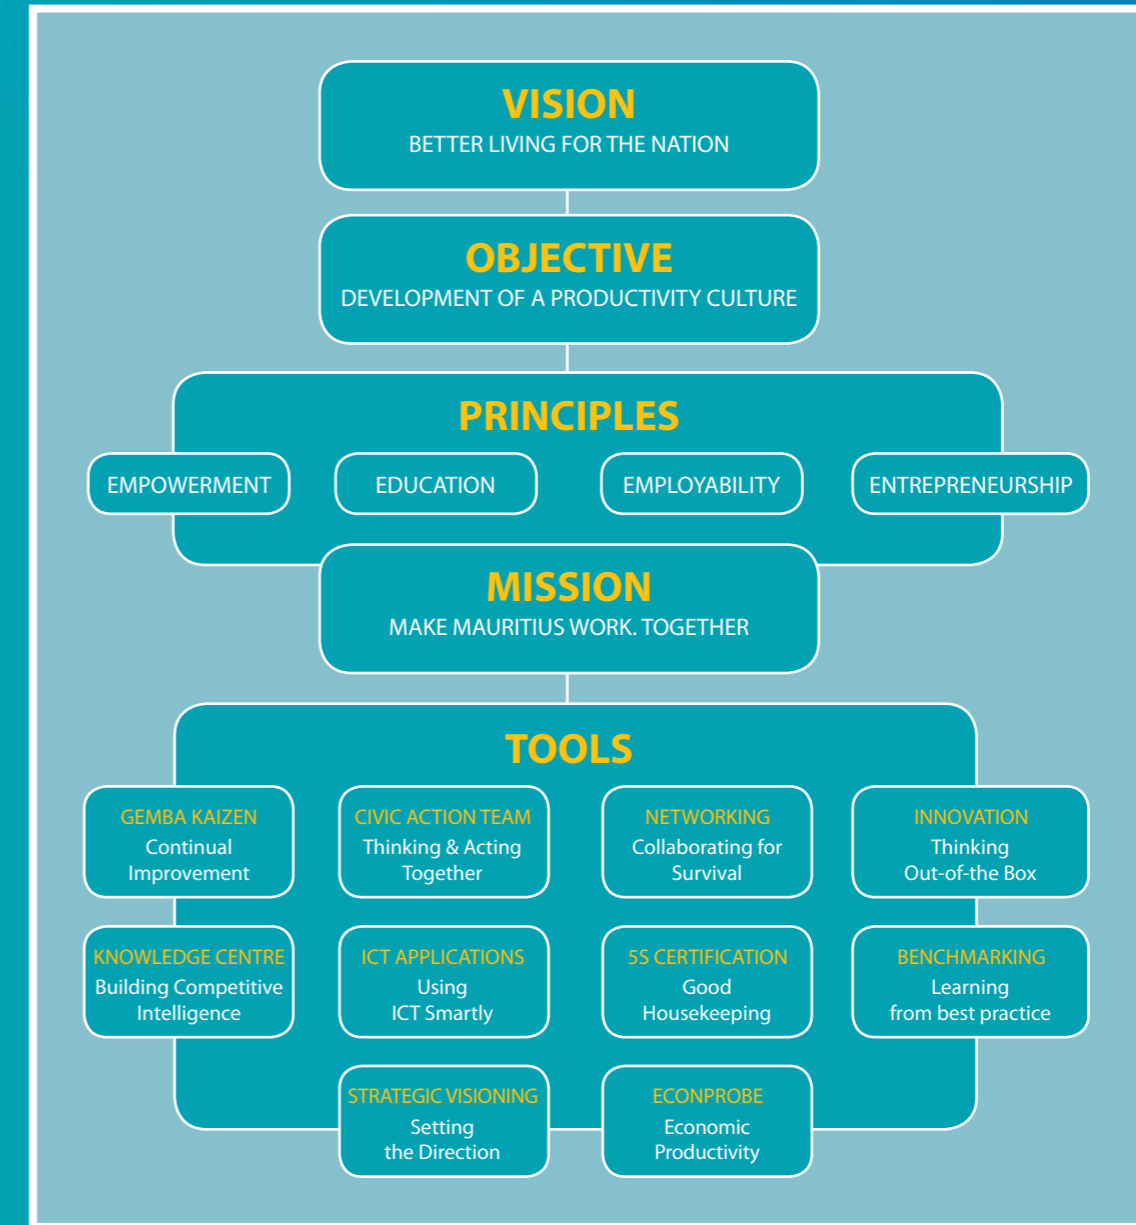 VISION
BETTER LIVING FOR THE NATION
OBJECTIVE
DEVELOPMENT OF A PRODUCTIVITY CULTURE
PRINCIPLES
EMPOWERMENT
EDUCATION
EMPLOYABILITY
ENTREPRENEURSHIP
MISSION
MAKE MAURITIUS WORK. TOGETHER
TOOLS
GEMBA KAIZEN
Continual
Improvement
CIVIC ACTION TEAM
Thinking & Acting
Together
NETWORKING
Collaborating for
Survival
INNOVATION
Thinking
Out-of-the Box
KNOWLEDGE CENTRE
Building Competitive
Intelligence
ICT APPLICATIONS
Using
ICT Smartly
5S CERTIFICATION
Good
Housekeeping
BENCHMARKING
Learning
from best practice
STRATEGIC VISIONING
Setting
the Direction
ECONPROBE
Economic
Productivity